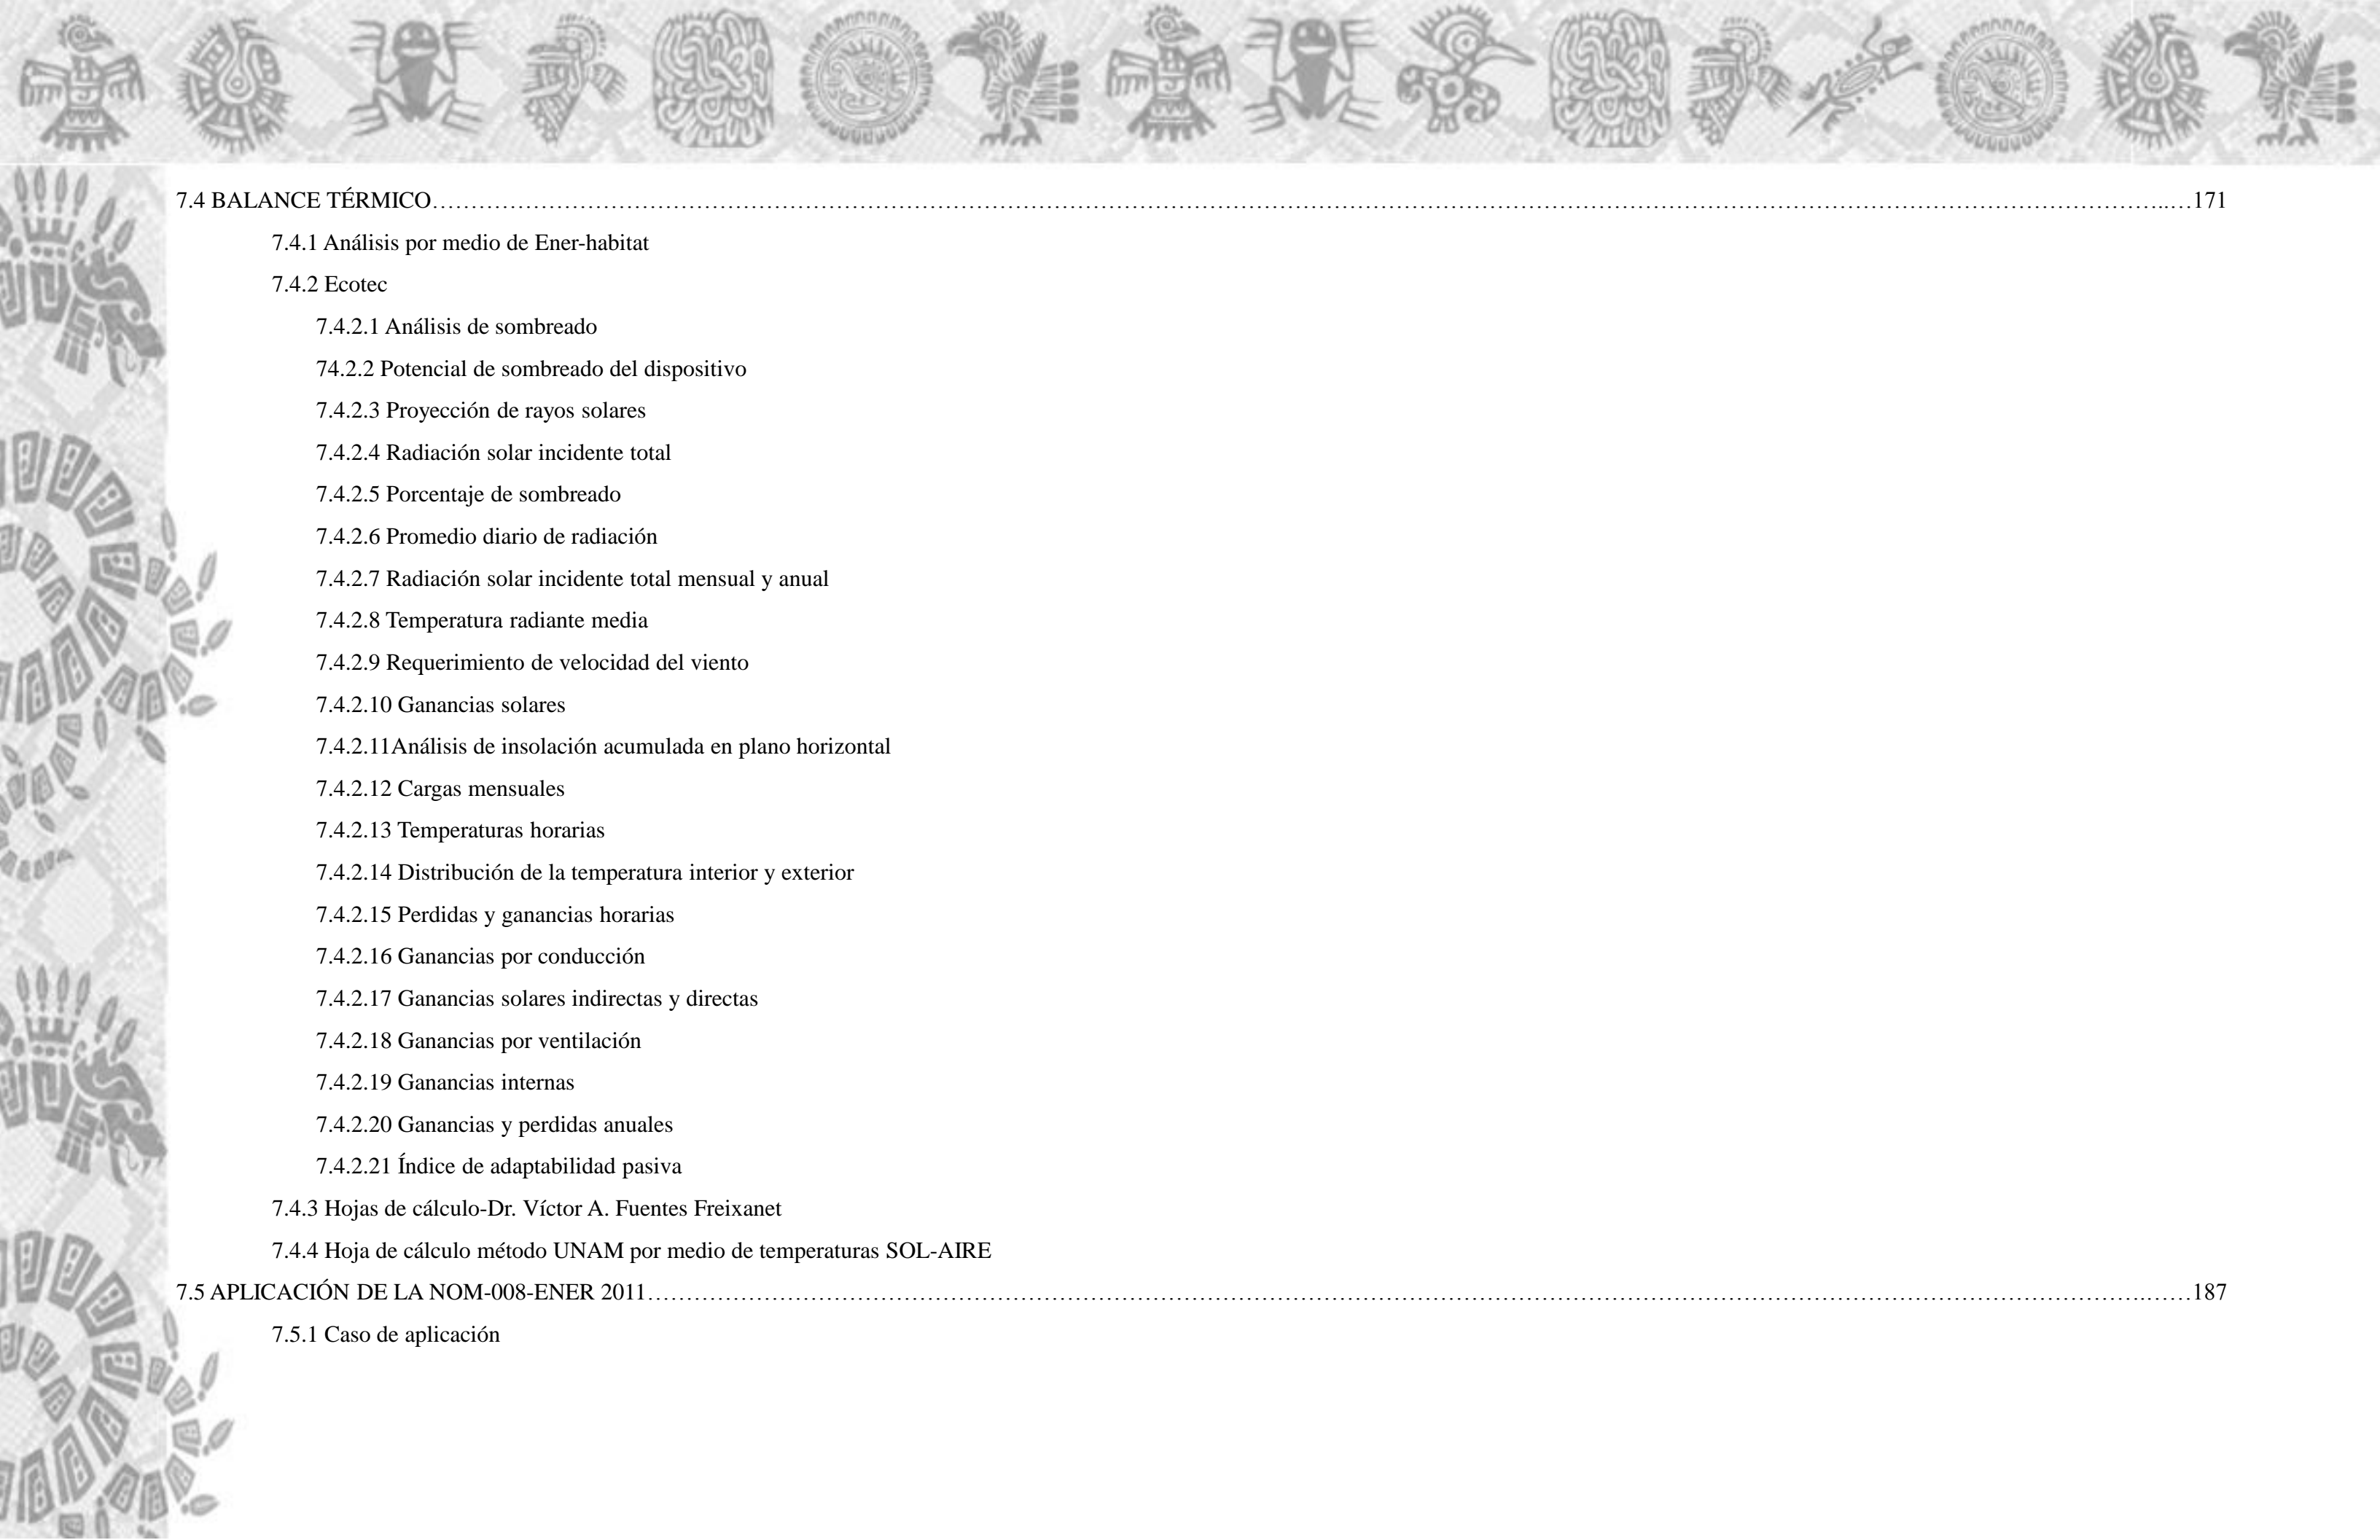 7.4 BALANCE TÉRMICO……………………………………………………………………………………………………………………………………………………………………………………………..…171
7.4.1 Análisis por medio de Ener-habitat
7.4.2 Ecotec
7.4.2.1 Análisis de sombreado
74.2.2 Potencial de sombreado del dispositivo
7.4.2.3 Proyección de rayos solares
7.4.2.4 Radiación solar incidente total
7.4.2.5 Porcentaje de sombreado
7.4.2.6 Promedio diario de radiación
7.4.2.7 Radiación solar incidente total mensual y anual
7.4.2.8 Temperatura radiante media
7.4.2.9 Requerimiento de velocidad del viento
7.4.2.10 Ganancias solares
7.4.2.11Análisis de insolación acumulada en plano horizontal
7.4.2.12 Cargas mensuales
7.4.2.13 Temperaturas horarias
7.4.2.14 Distribución de la temperatura interior y exterior
7.4.2.15 Perdidas y ganancias horarias
7.4.2.16 Ganancias por conducción
7.4.2.17 Ganancias solares indirectas y directas
7.4.2.18 Ganancias por ventilación
7.4.2.19 Ganancias internas
7.4.2.20 Ganancias y perdidas anuales
7.4.2.21 Índice de adaptabilidad pasiva
7.4.3 Hojas de cálculo-Dr. Víctor A. Fuentes Freixanet
7.4.4 Hoja de cálculo método UNAM por medio de temperaturas SOL-AIRE
7.5 APLICACIÓN DE LA NOM-008-ENER 2011……………………………………………………………………………………………………………………………………………………………….……187
7.5.1 Caso de aplicación